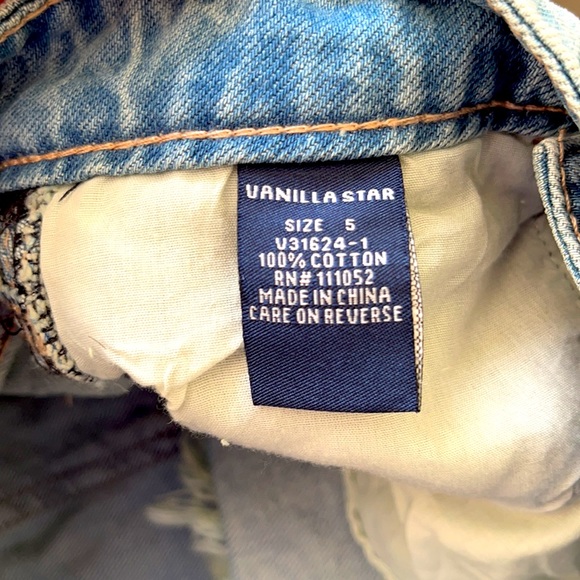 VANILLA STAR
SIZE 5
V31624-1
100% COTTON
RN# 111052
MADE IN CHINA
CARE ON REVERSE